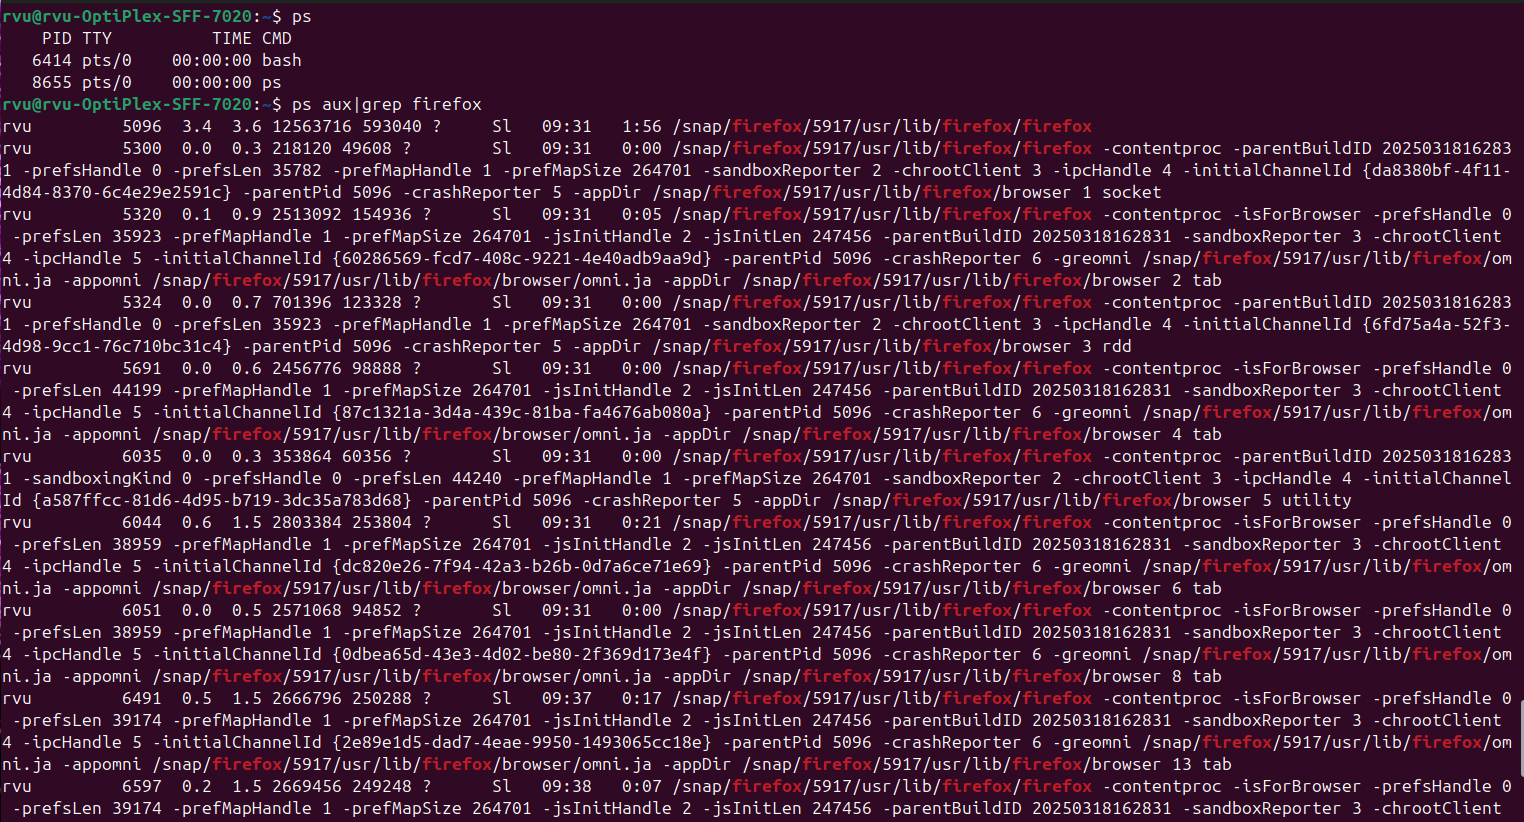 rvu@rvu-OptiPlex-SFF-7020:~$ ps
    PID TTY          TIME CMD
   6414 pts/0    00:00:00 bash
   8655 pts/0    00:00:00 ps
rvu@rvu-OptiPlex-SFF-7020:~$ ps aux|grep firefox
rvu         5096  3.4  3.6 12563716 593040 ?     Sl   09:31   1:56 /snap/firefox/5917/usr/lib/firefox/firefox
rvu         5300  0.0  0.3 218120 49608 ?        Sl   09:31   0:00 /snap/firefox/5917/usr/lib/firefox/firefox -contentproc -parentBuildID 2025031816283
1 -prefsHandle 0 -prefsLen 35782 -prefMapHandle 1 -prefMapSize 264701 -sandboxReporter 2 -chrootClient 3 -ipcHandle 4 -initialChannelId {da8380bf-4f11-
4d84-8370-6c4e29e2591c} -parentPid 5096 -crashReporter 5 -appDir /snap/firefox/5917/usr/lib/firefox/browser 1 socket
rvu         5320  0.1  0.9 2513092 154936 ?      Sl   09:31   0:05 /snap/firefox/5917/usr/lib/firefox/firefox -contentproc -isForBrowser -prefsHandle 0
 -prefsLen 35923 -prefMapHandle 1 -prefMapSize 264701 -jsInitHandle 2 -jsInitLen 247456 -parentBuildID 20250318162831 -sandboxReporter 3 -chrootClient
4 -ipcHandle 5 -initialChannelId {60286569-fcd7-408c-9221-4e40adb9aa9d} -parentPid 5096 -crashReporter 6 -greomni /snap/firefox/5917/usr/lib/firefox/om
ni.ja -appomni /snap/firefox/5917/usr/lib/firefox/browser/omni.ja -appDir /snap/firefox/5917/usr/lib/firefox/browser 2 tab
rvu         5324  0.0  0.7 701396 123328 ?       Sl   09:31   0:00 /snap/firefox/5917/usr/lib/firefox/firefox -contentproc -parentBuildID 2025031816283
1 -prefsHandle 0 -prefsLen 35923 -prefMapHandle 1 -prefMapSize 264701 -sandboxReporter 2 -chrootClient 3 -ipcHandle 4 -initialChannelId {6fd75a4a-52f3-
4d98-9cc1-76c710bc31c4} -parentPid 5096 -crashReporter 5 -appDir /snap/firefox/5917/usr/lib/firefox/browser 3 rdd
rvu         5691  0.0  0.6 2456776 98888 ?       Sl   09:31   0:00 /snap/firefox/5917/usr/lib/firefox/firefox -contentproc -isForBrowser -prefsHandle 0
 -prefsLen 44199 -prefMapHandle 1 -prefMapSize 264701 -jsInitHandle 2 -jsInitLen 247456 -parentBuildID 20250318162831 -sandboxReporter 3 -chrootClient
4 -ipcHandle 5 -initialChannelId {87c1321a-3d4a-439c-81ba-fa4676ab080a} -parentPid 5096 -crashReporter 6 -greomni /snap/firefox/5917/usr/lib/firefox/om
ni.ja -appomni /snap/firefox/5917/usr/lib/firefox/browser/omni.ja -appDir /snap/firefox/5917/usr/lib/firefox/browser 4 tab
rvu         6035  0.0  0.3 353864 60356 ?        Sl   09:31   0:00 /snap/firefox/5917/usr/lib/firefox/firefox -contentproc -parentBuildID 2025031816283
1 -sandboxingKind 0 -prefsHandle 0 -prefsLen 44240 -prefMapHandle 1 -prefMapSize 264701 -sandboxReporter 2 -chrootClient 3 -ipcHandle 4 -initialChannel
Id {a587ffcc-81d6-4d95-b719-3dc35a783d68} -parentPid 5096 -crashReporter 5 -appDir /snap/firefox/5917/usr/lib/firefox/browser 5 utility
rvu         6044  0.6  1.5 2803384 253804 ?      Sl   09:31   0:21 /snap/firefox/5917/usr/lib/firefox/firefox -contentproc -isForBrowser -prefsHandle 0
 -prefsLen 38959 -prefMapHandle 1 -prefMapSize 264701 -jsInitHandle 2 -jsInitLen 247456 -parentBuildID 20250318162831 -sandboxReporter 3 -chrootClient
4 -ipcHandle 5 -initialChannelId {dc820e26-7f94-42a3-b26b-0d7a6ce71e69} -parentPid 5096 -crashReporter 6 -greomni /snap/firefox/5917/usr/lib/firefox/om
ni.ja -appomni /snap/firefox/5917/usr/lib/firefox/browser/omni.ja -appDir /snap/firefox/5917/usr/lib/firefox/browser 6 tab
rvu         6051  0.0  0.5 2571068 94852 ?       Sl   09:31   0:00 /snap/firefox/5917/usr/lib/firefox/firefox -contentproc -isForBrowser -prefsHandle 0
 -prefsLen 38959 -prefMapHandle 1 -prefMapSize 264701 -jsInitHandle 2 -jsInitLen 247456 -parentBuildID 20250318162831 -sandboxReporter 3 -chrootClient
4 -ipcHandle 5 -initialChannelId {0dbea65d-43e3-4d02-be80-2f369d173e4f} -parentPid 5096 -crashReporter 6 -greomni /snap/firefox/5917/usr/lib/firefox/om
ni.ja -appomni /snap/firefox/5917/usr/lib/firefox/browser/omni.ja -appDir /snap/firefox/5917/usr/lib/firefox/browser 8 tab
rvu         6491  0.5  1.5 2666796 250288 ?      Sl   09:37   0:17 /snap/firefox/5917/usr/lib/firefox/firefox -contentproc -isForBrowser -prefsHandle 0
 -prefsLen 39174 -prefMapHandle 1 -prefMapSize 264701 -jsInitHandle 2 -jsInitLen 247456 -parentBuildID 20250318162831 -sandboxReporter 3 -chrootClient
4 -ipcHandle 5 -initialChannelId {2e89e1d5-dad7-4eae-9950-1493065cc18e} -parentPid 5096 -crashReporter 6 -greomni /snap/firefox/5917/usr/lib/firefox/om
ni.ja -appomni /snap/firefox/5917/usr/lib/firefox/browser/omni.ja -appDir /snap/firefox/5917/usr/lib/firefox/browser 13 tab
rvu         6597  0.2  1.5 2669456 249248 ?      Sl   09:38   0:07 /snap/firefox/5917/usr/lib/firefox/firefox -contentproc -isForBrowser -prefsHandle 0
 -prefsLen 39174 -prefMapHandle 1 -prefMapSize 264701 -jsInitHandle 2 -jsInitLen 247456 -parentBuildID 20250318162831 -sandboxReporter 3 -chrootClient